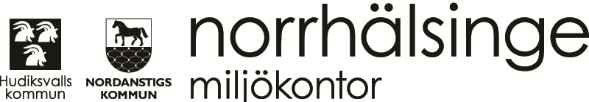 norrhälsinge
miljökontor
Hudiksvalls
kommun
NORDANSTIGS
KOMMUN